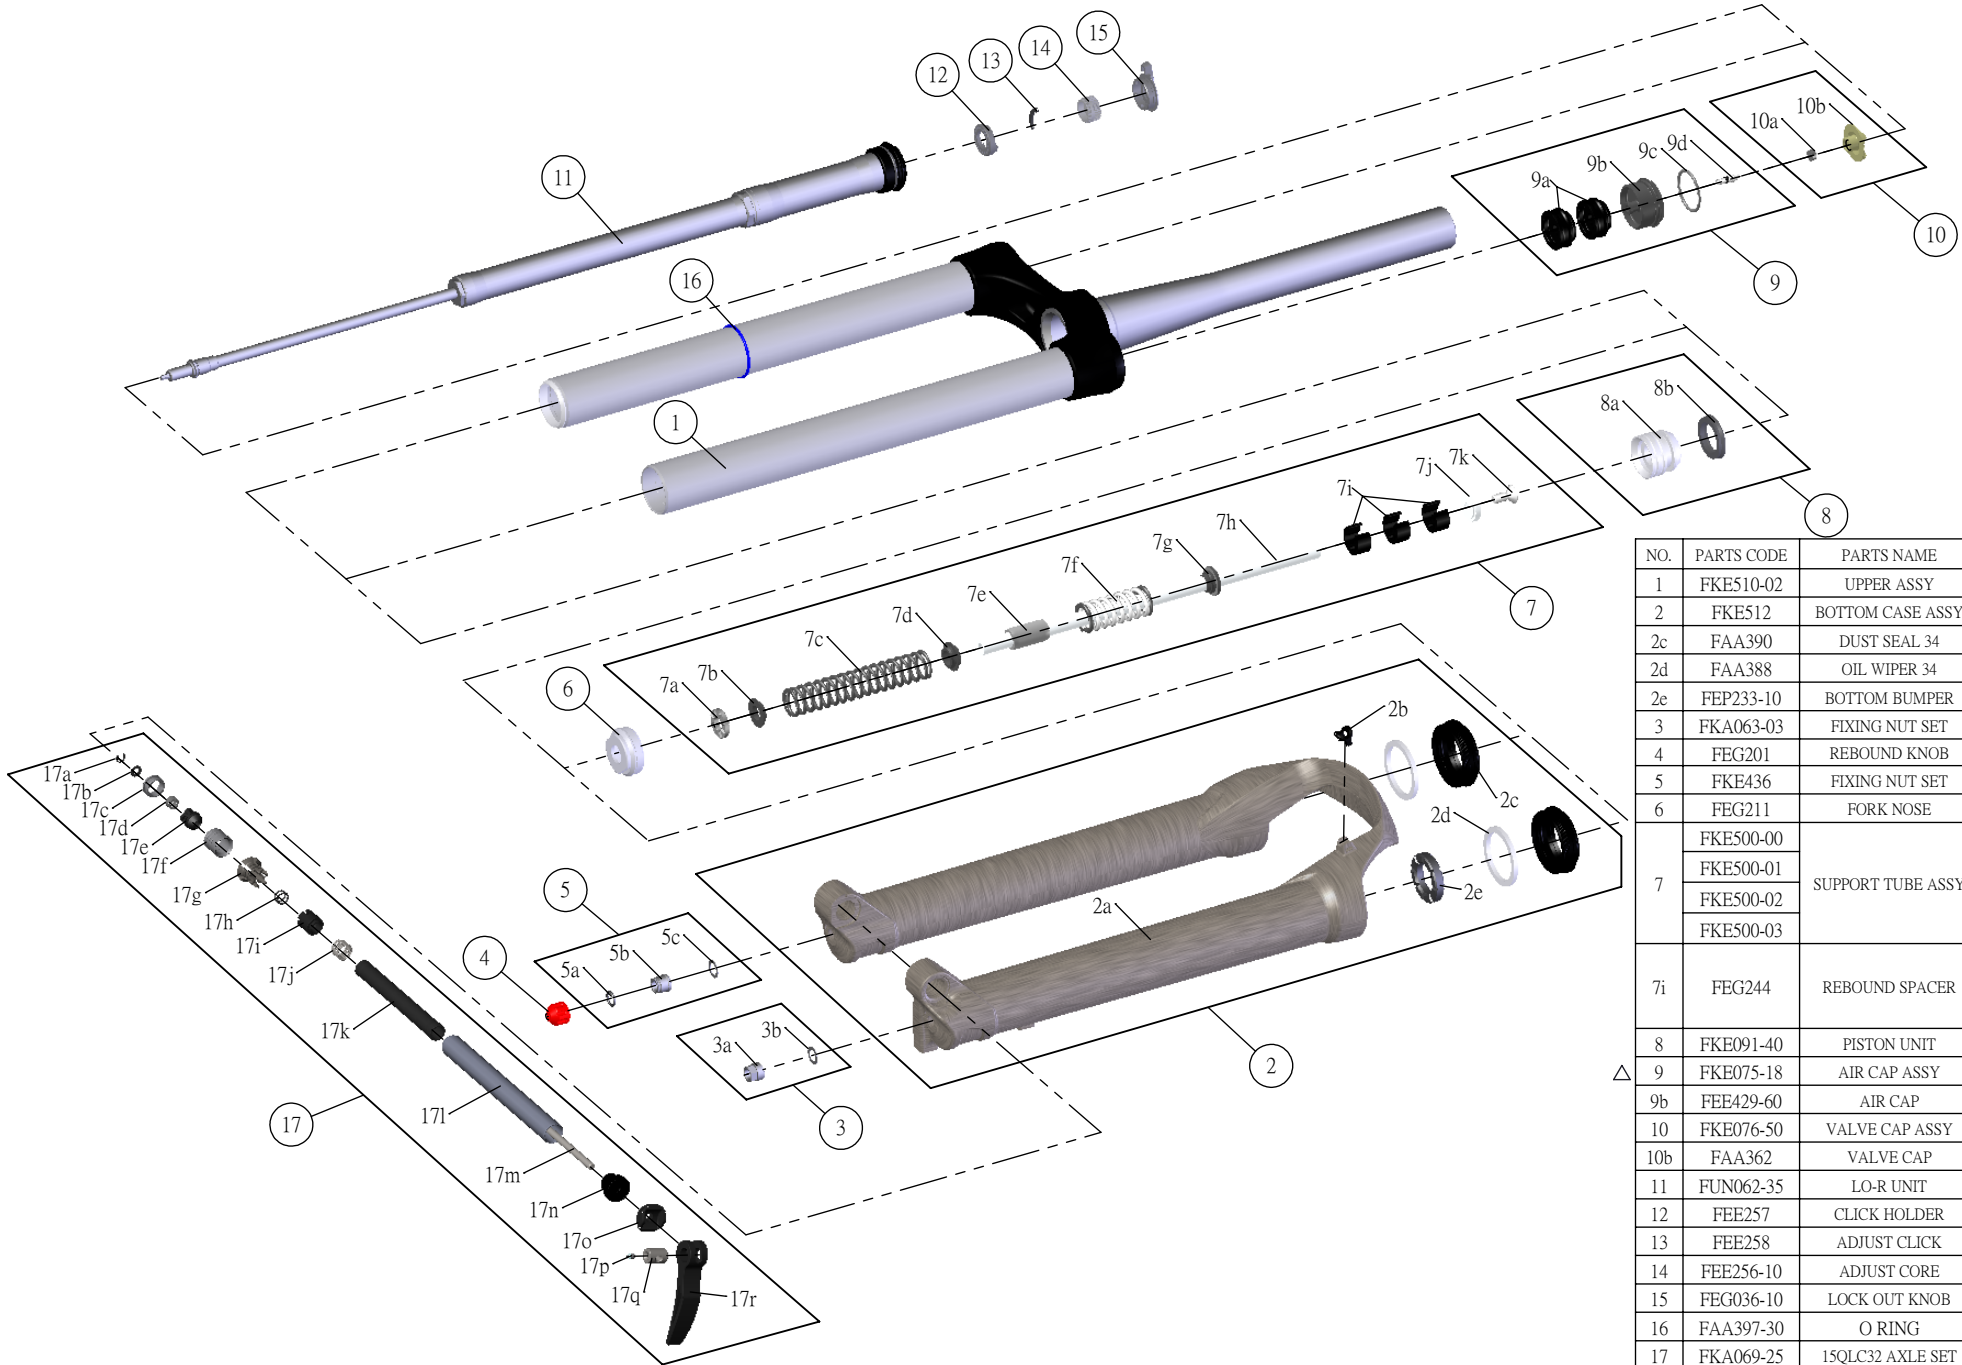 15
14
13
12
11
10b
10a
10
9d
9c
9b
9a
9
16
1
8b
8a
8
7k
7j
7i
7h
7g
7f
7e
7d
7c
7b
7a
7
6
2b
2c
2d
2e
2a
2
5
5c
5b
5a
4
3b
3a
3
17a
17b
17c
17d
17e
17f
17g
17h
17i
17j
17k
17l
17m
17n
17o
17p
17q
17r
17
NO. PARTS CODE PARTS NAME
1 FKE510-02 UPPER ASSY
2 FKE512 BOTTOM CASE ASSY
2c FAA390 DUST SEAL 34
2d FAA388 OIL WIPER 34
2e FEP233-10 BOTTOM BUMPER
3 FKA063-03 FIXING NUT SET
4 FEG201 REBOUND KNOB
5 FKE436 FIXING NUT SET
6 FEG211 FORK NOSE
7 FKE500-00 SUPPORT TUBE ASSY
FKE500-01
FKE500-02
FKE500-03
7i FEG244 REBOUND SPACER
8 FKE091-40 PISTON UNIT
△ 9 FKE075-18 AIR CAP ASSY
9b FEE429-60 AIR CAP
10 FKE076-50 VALVE CAP ASSY
10b FAA362 VALVE CAP
11 FUN062-35 LO-R UNIT
12 FEE257 CLICK HOLDER
13 FEE258 ADJUST CLICK
14 FEE256-10 ADJUST CORE
15 FEG036-10 LOCK OUT KNOB
16 FAA397-30 O RING
17 FKA069-25 15QLC32 AXLE SET